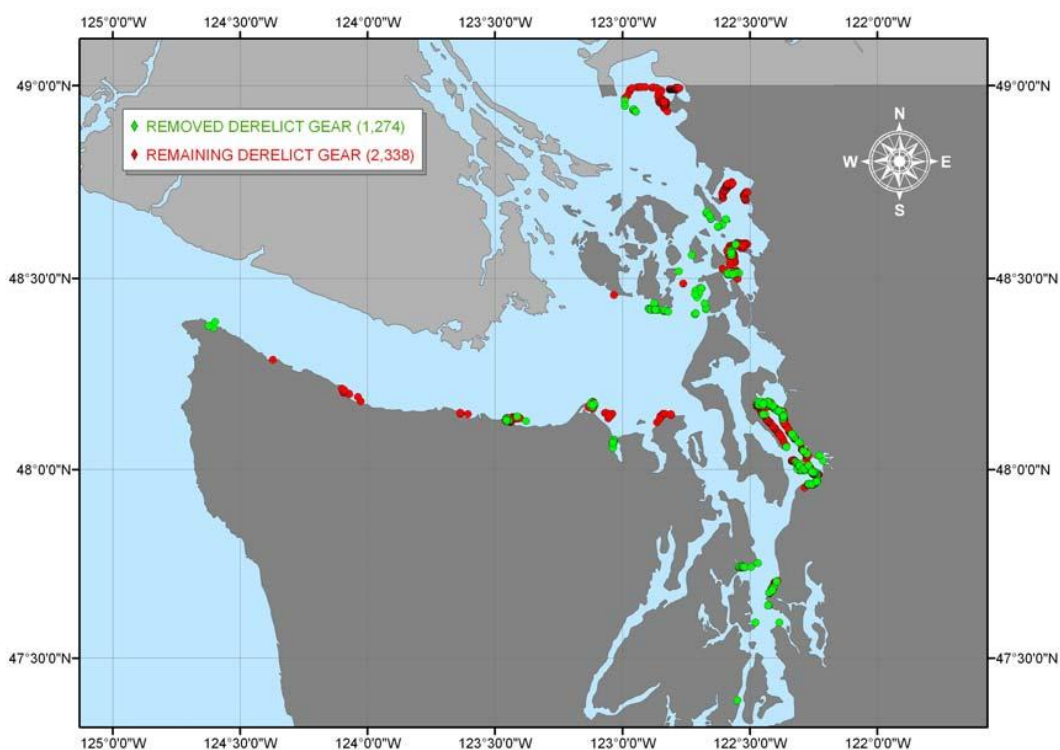 125°0'0"W 124°30'0"W 124°0'0"W 123°30'0"W 123°0'0"W 122°30'0"W 122°0'0"W
49°0'0"N 49°0'0"N
REMOVED DERELICT GEAR (1,274)
REMAINING DERELICT GEAR (2,338)
N
W E
S
48°30'0"N 48°30'0"N
48°0'0"N 48°0'0"N
47°30'0"N 47°30'0"N
125°0'0"W 124°30'0"W 124°0'0"W 123°30'0"W 123°0'0"W 122°30'0"W 122°0'0"W